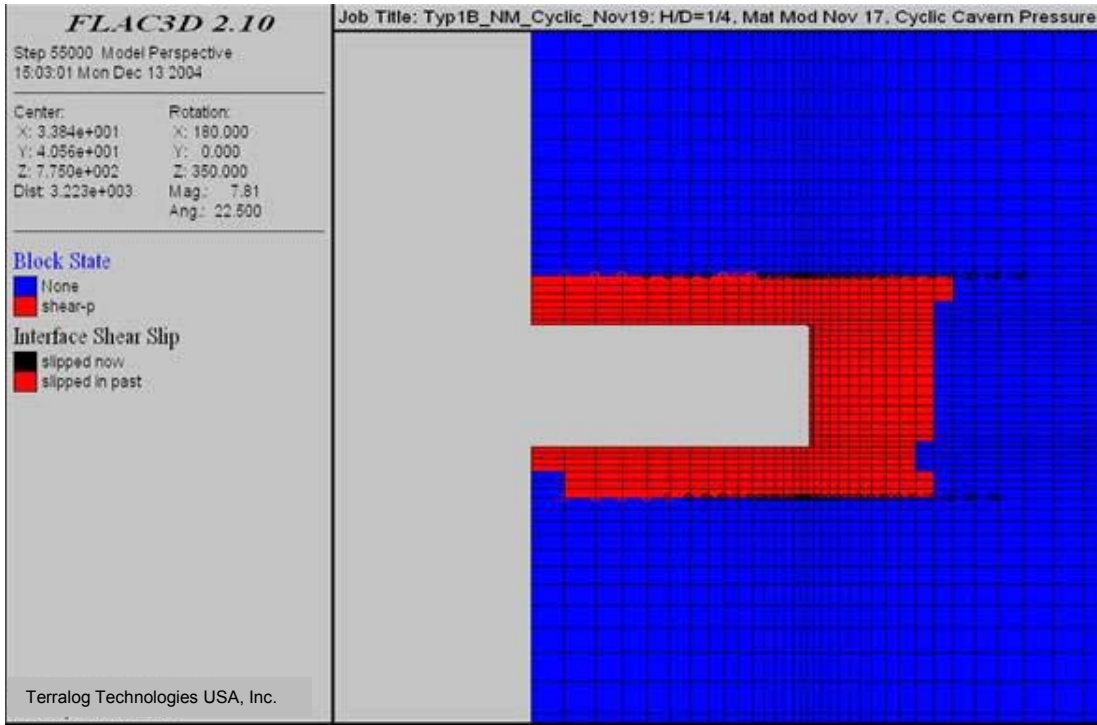 FLAC3D 2.10
Step 55000 Model Perspective
15:03:01 Mon Dec 13 2004
Center:
X: 3.384e+001
Y: 4.056e+001
Z: 7.750e+002
Dist: 3.223e+003
Rotation:
X: 180.000
Y: 0.000
Z: 350.000
Mag.: 7.81
Ang.: 22.500
Block State
None
shear-p
Interface Shear Slip
slipped now
slipped in past
Terralog Technologies USA, Inc.
Job Title: Typ1B_NM_Cyclic_Nov19: H/D=1/4, Mat Mod Nov 17, Cyclic Cavern Pressure